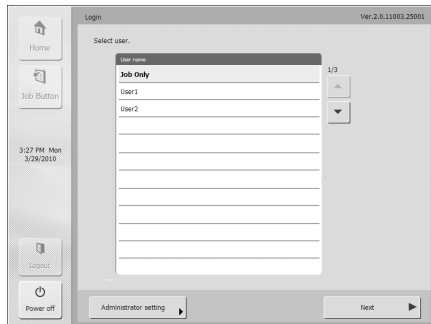 Login
Ver.2.0.11003.25001
Home
Select user.
User name
Job Only
1/3
User1
User2
Job Button
3:27 PM Mon
3/29/2010
Logout
Power off
Administrator setting
Next